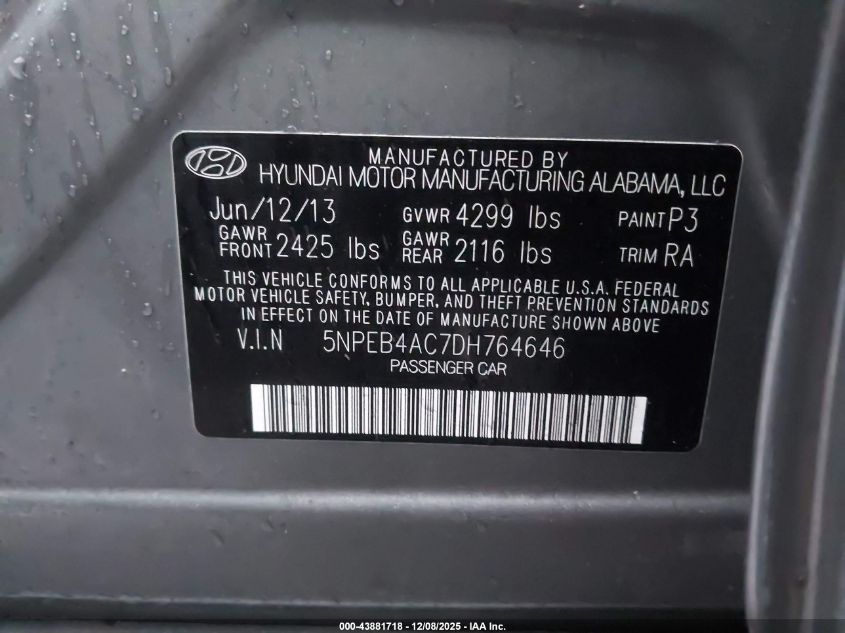 MANUFACTURED BY
HYUNDAI MOTOR MANUFACTURING ALABAMA, LLC
Jun/12/13 GVWR 4299 lbs PAINT P3
GAWR FRONT 2425 lbs GAWR REAR 2116 lbs TRIM RA
THIS VEHICLE CONFORMS TO ALL APPLICABLE U.S.A. FEDERAL
MOTOR VEHICLE SAFETY, BUMPER, AND THEFT PREVENTION STANDARDS
IN EFFECT ON THE DATE OF MANUFACTURE SHOWN ABOVE
V.I.N 5NPEB4AC7DH764646
PASSENGER CAR
000-43881718 - 12/08/2025 - IAA Inc.